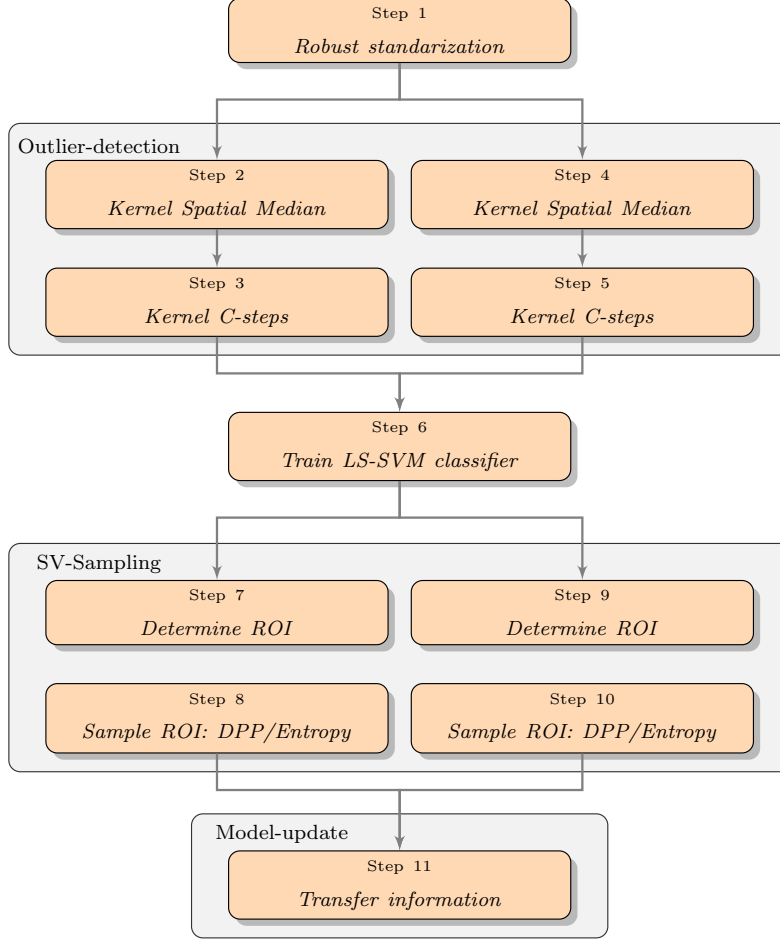 Step 1
Robust standarization
Outlier-detection
Step 2
Kernel Spatial Median
Step 4
Kernel Spatial Median
Step 3
Kernel C-steps
Step 5
Kernel C-steps
Step 6
Train LS-SVM classifier
SV-Sampling
Step 7
Determine ROI
Step 9
Determine ROI
Step 8
Sample ROI: DPP/Entropy
Step 10
Sample ROI: DPP/Entropy
Model-update
Step 11
Transfer information